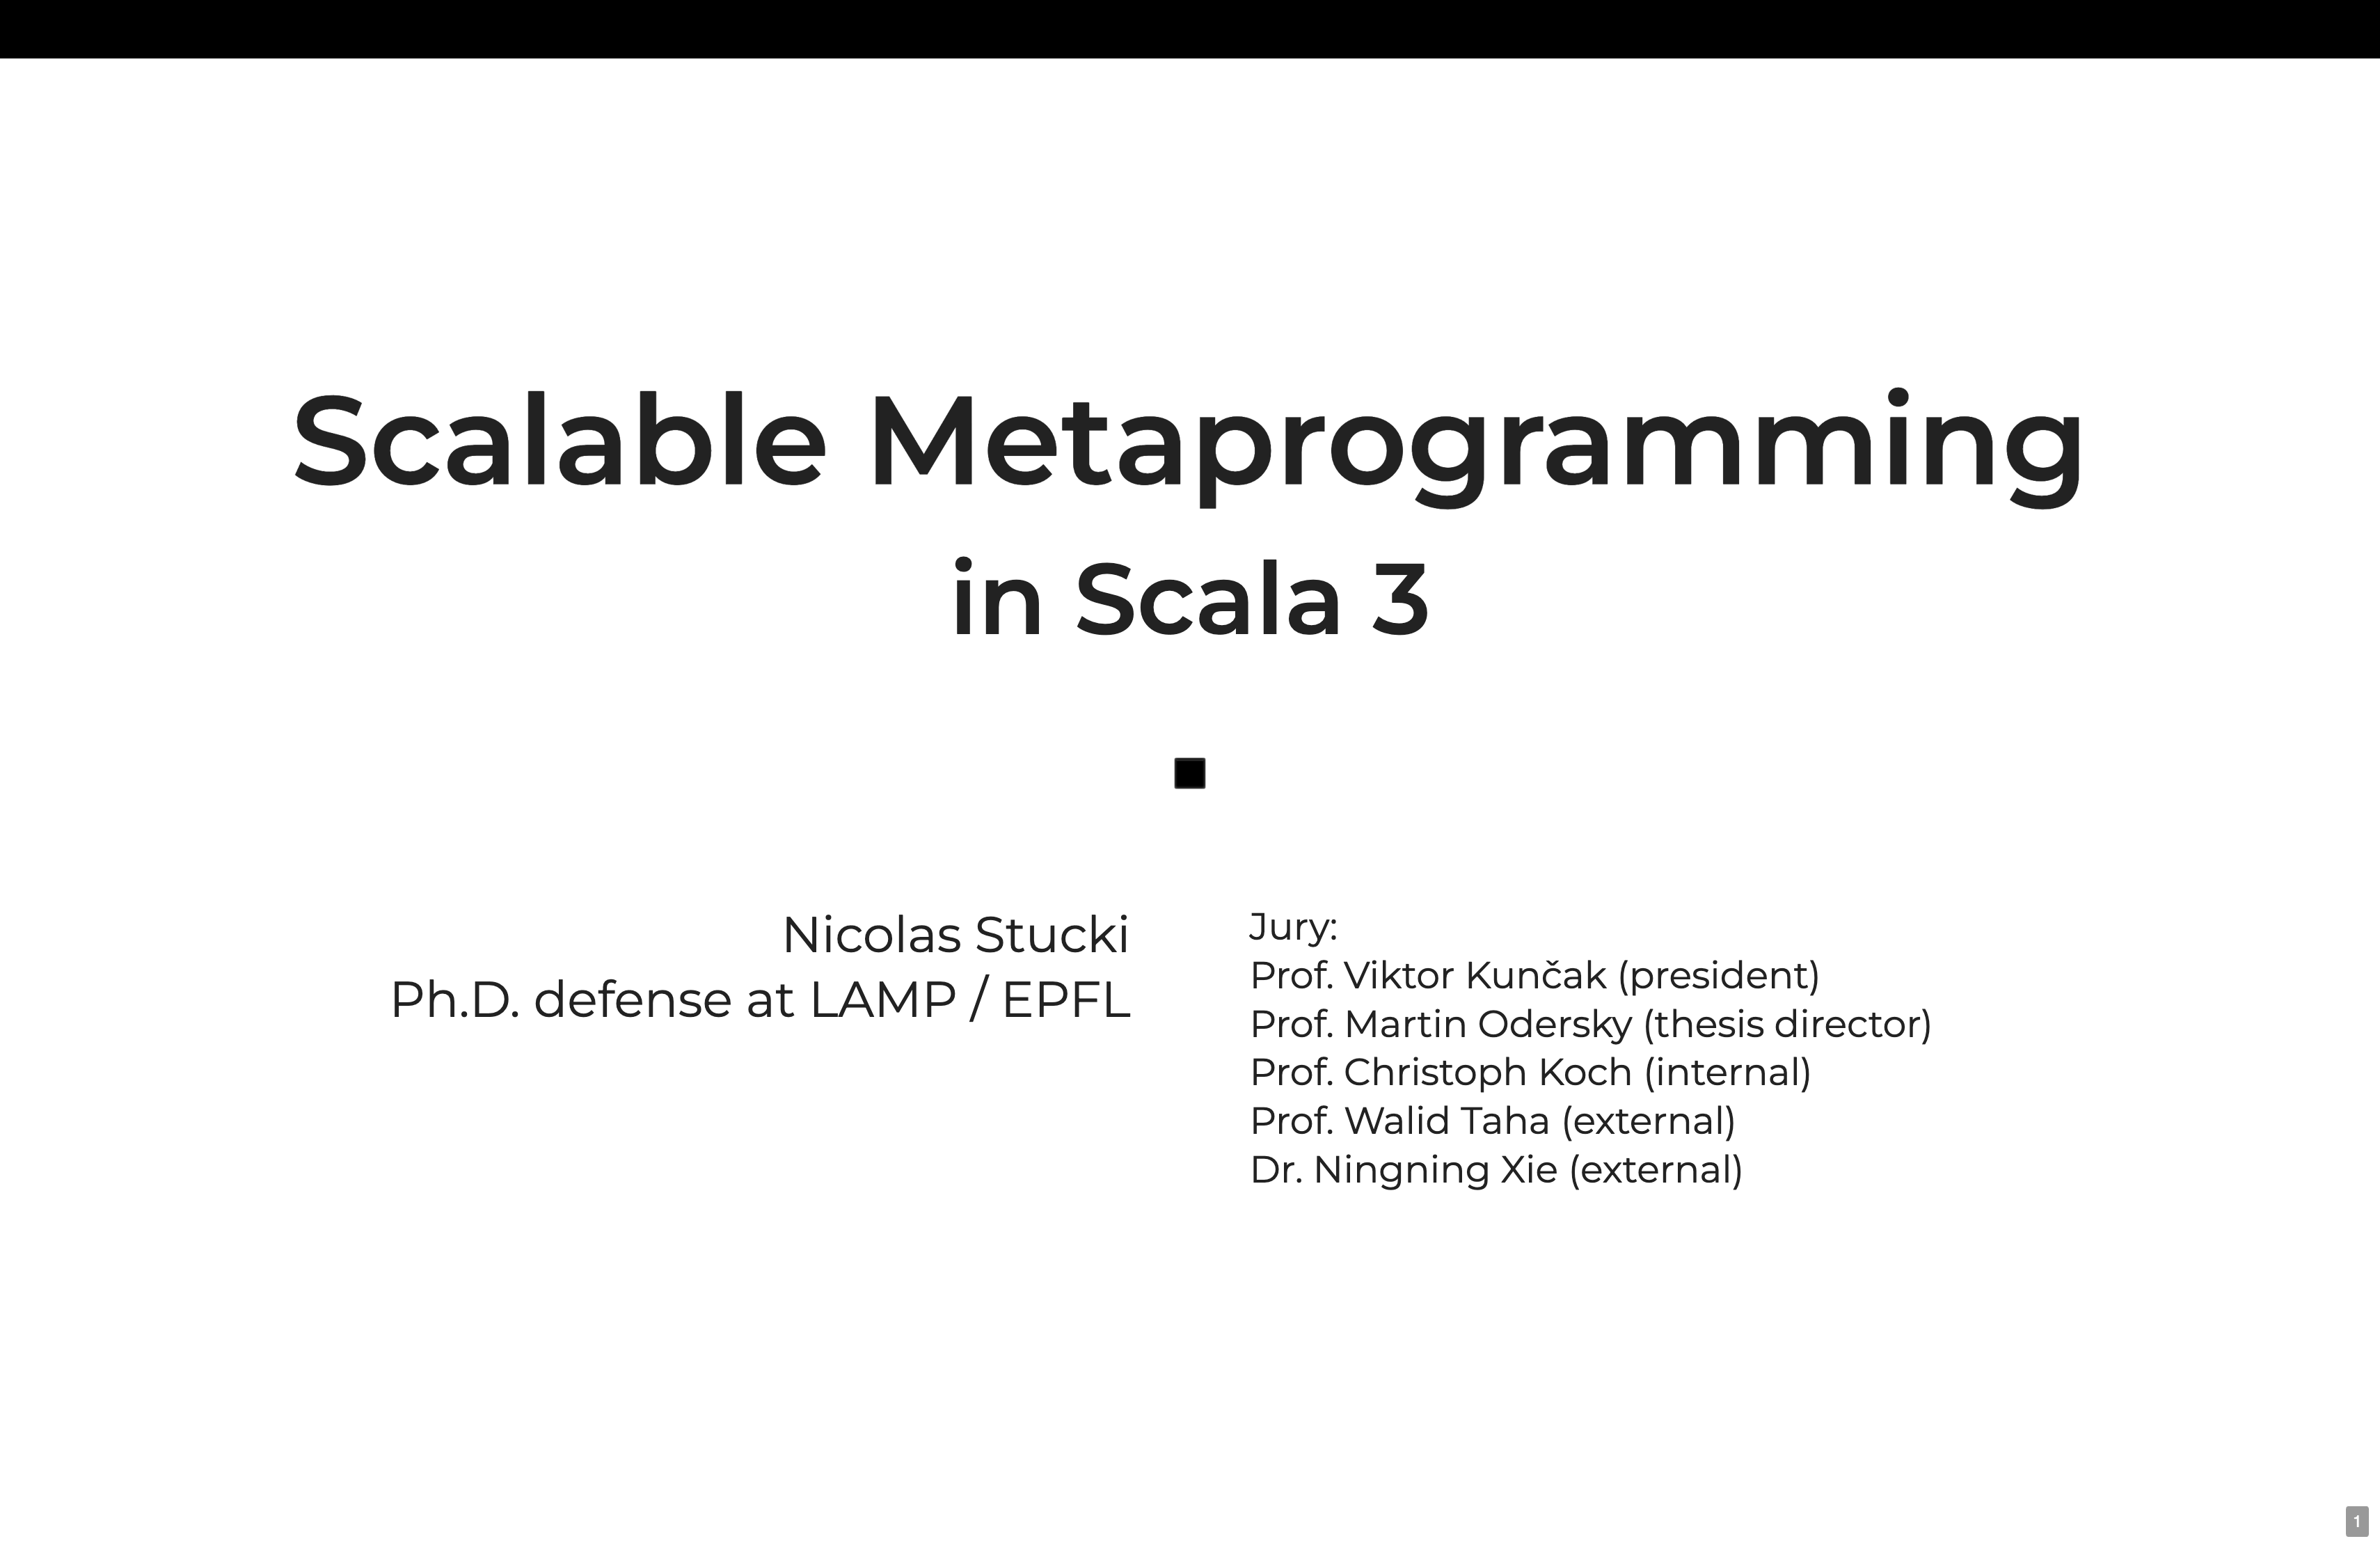 Scalable Metaprogramming
in Scala 3
Nicolas Stucki
Ph.D. defense at LAMP / EPFL
Jury:
Prof. Viktor Kunčak (president)
Prof. Martin Odersky (thesis director)
Prof. Christoph Koch (internal)
Prof. Walid Taha (external)
Dr. Ningning Xie (external)
1